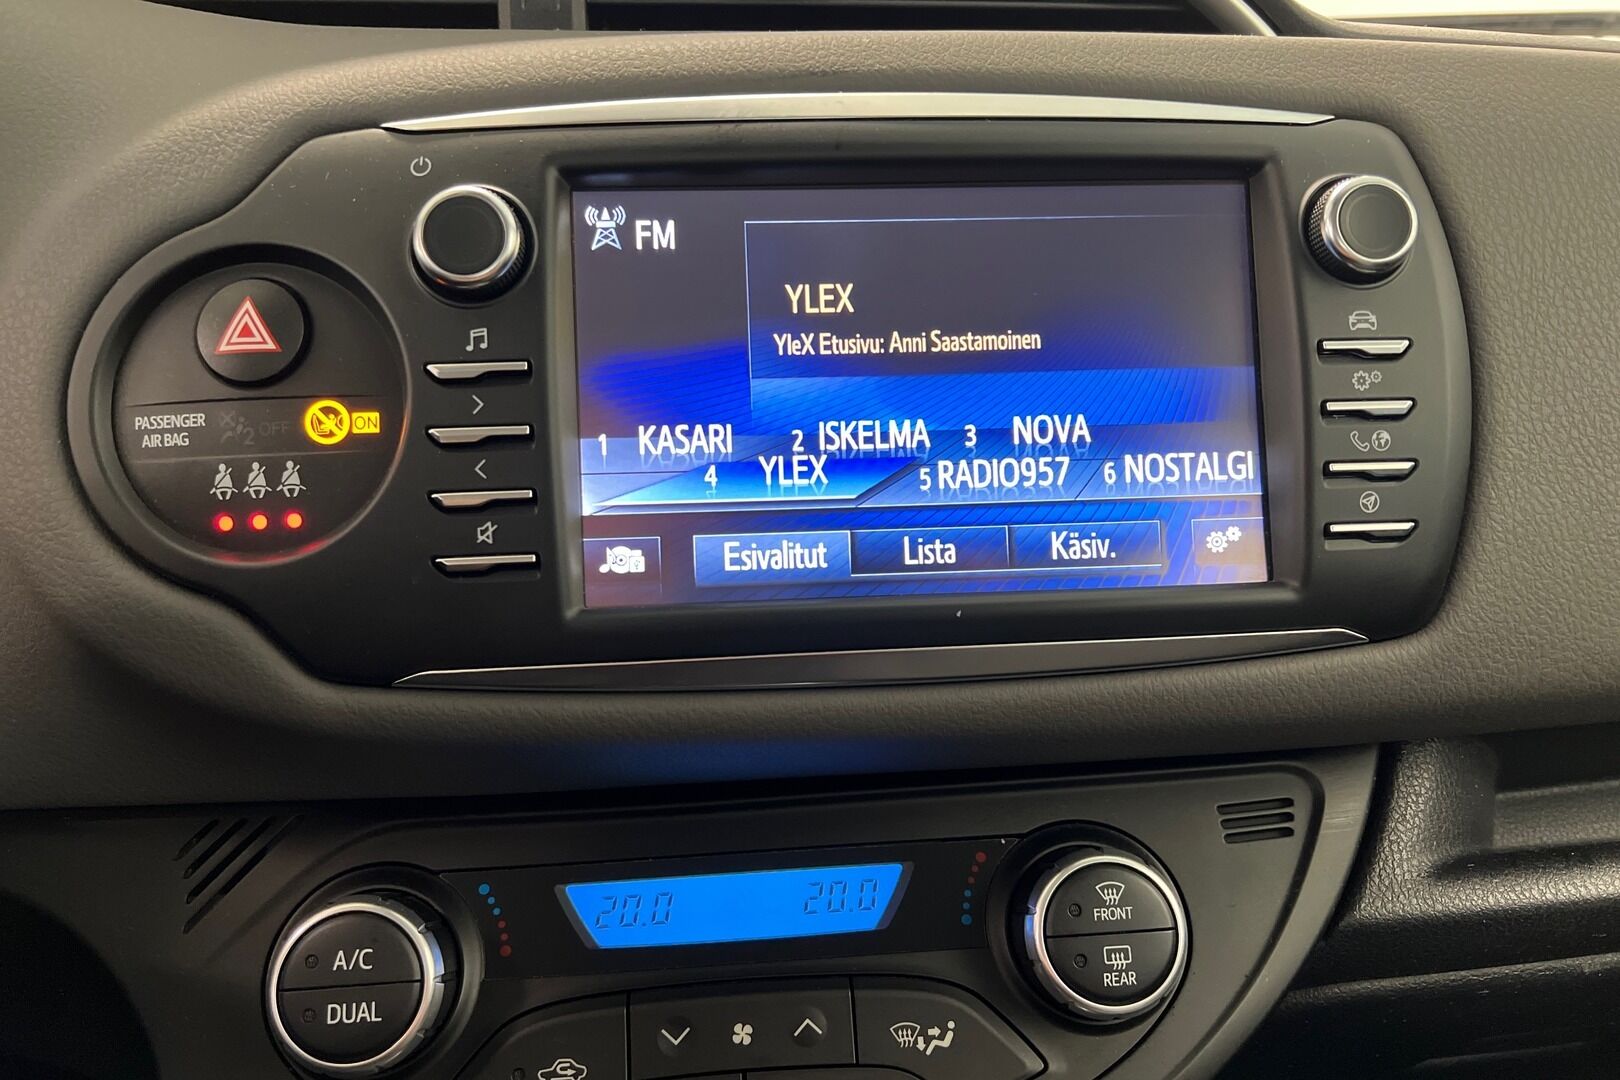 FM
YLEX
YleX Etusivu: Anni Saastamoinen
1 KASARI 2 ISKELMA 3 NOVA
4 YLEX 5 RADIO957 6 NOSTALGI
Esivalitut Lista Käsiv.
PASSENGER
AIR BAG
2 OFF
ON
20.0 20.0
A/C
DUAL
FRONT
REAR